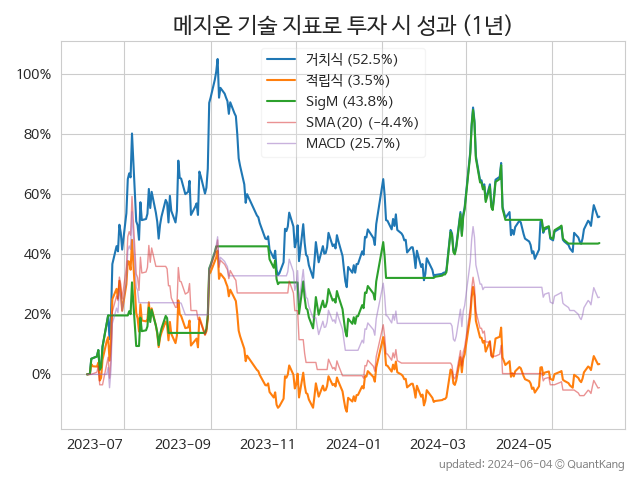 메지온 기술 지표로 투자 시 성과 (1년)
거치식 (52.5%)
적립식 (3.5%)
SigM (43.8%)
SMA(20) (-4.4%)
MACD (25.7%)
100%
80%
60%
40%
20%
0%
2023-07 2023-09 2023-11 2024-01 2024-03 2024-05
updated: 2024-06-04 © QuantKang